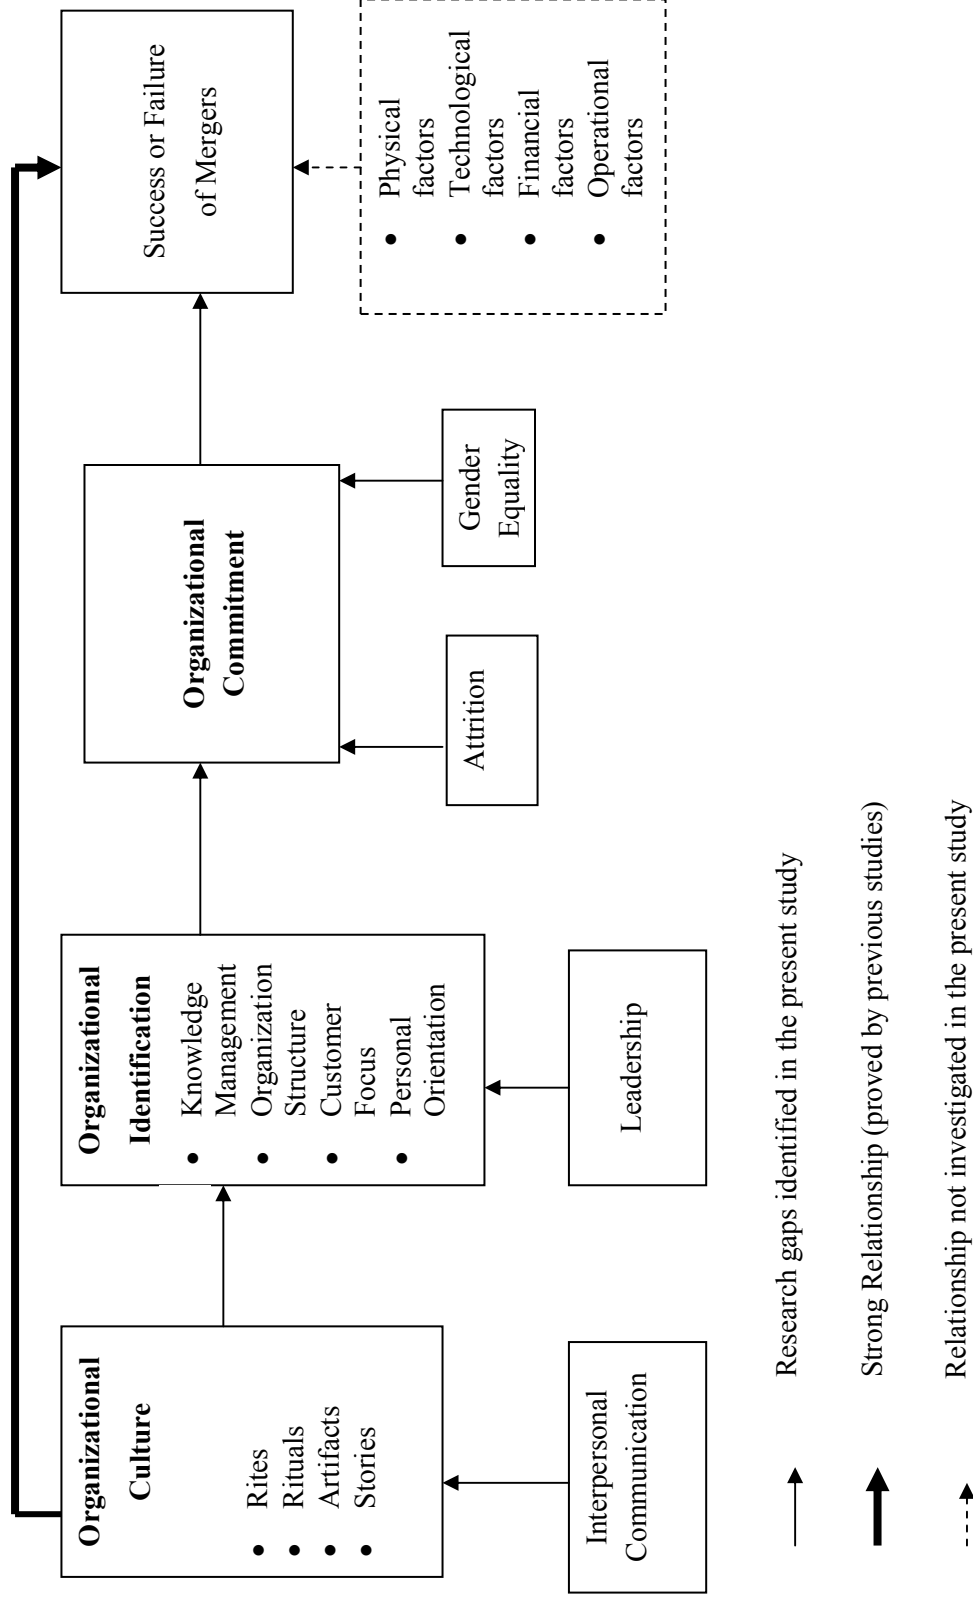 Organizational
Culture
• Rites
• Rituals
• Artifacts
• Stories
Interpersonal
Communication
Organizational
Identification
• Knowledge
Management
• Organization
Structure
• Customer
Focus
• Personal
Orientation
Leadership
Organizational
Commitment
Attrition
Gender
Equality
Success or Failure
of Mergers
• Physical
factors
• Technological
factors
• Financial
factors
• Operational
factors
Research gaps identified in the present study
Strong Relationship (proved by previous studies)
Relationship not investigated in the present study